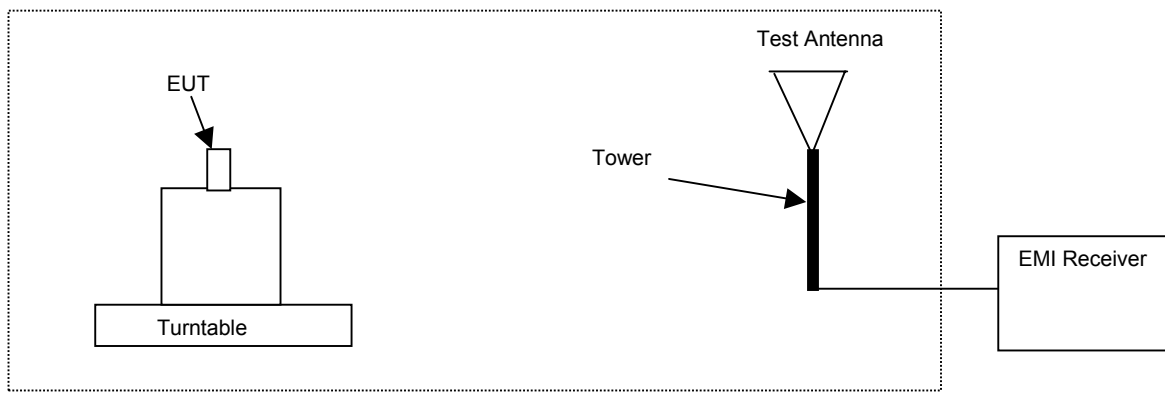 Test Antenna
EUT
Tower
EMI Receiver
Turntable